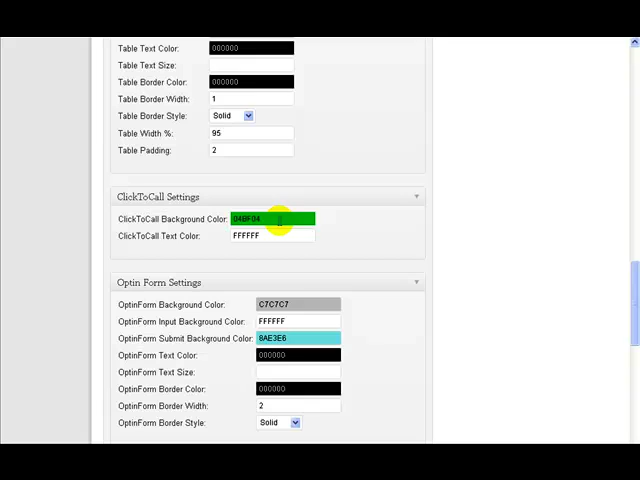 Table Text Color: 000000
Table Text Size:
Table Border Color: 000000
Table Border Width: 1
Table Border Style: Solid
Table Width %: 95
Table Padding: 2
ClickToCall Settings
ClickToCall Background Color: 04BF04
ClickToCall Text Color: FFFFFF
Optin Form Settings
OptinForm Background Color: C7C7C7
OptinForm Input Background Color: FFFFFF
OptinForm Submit Background Color: 8AE3E6
OptinForm Text Color: 000000
OptinForm Text Size:
OptinForm Border Color: 000000
OptinForm Border Width: 2
OptinForm Border Style: Solid